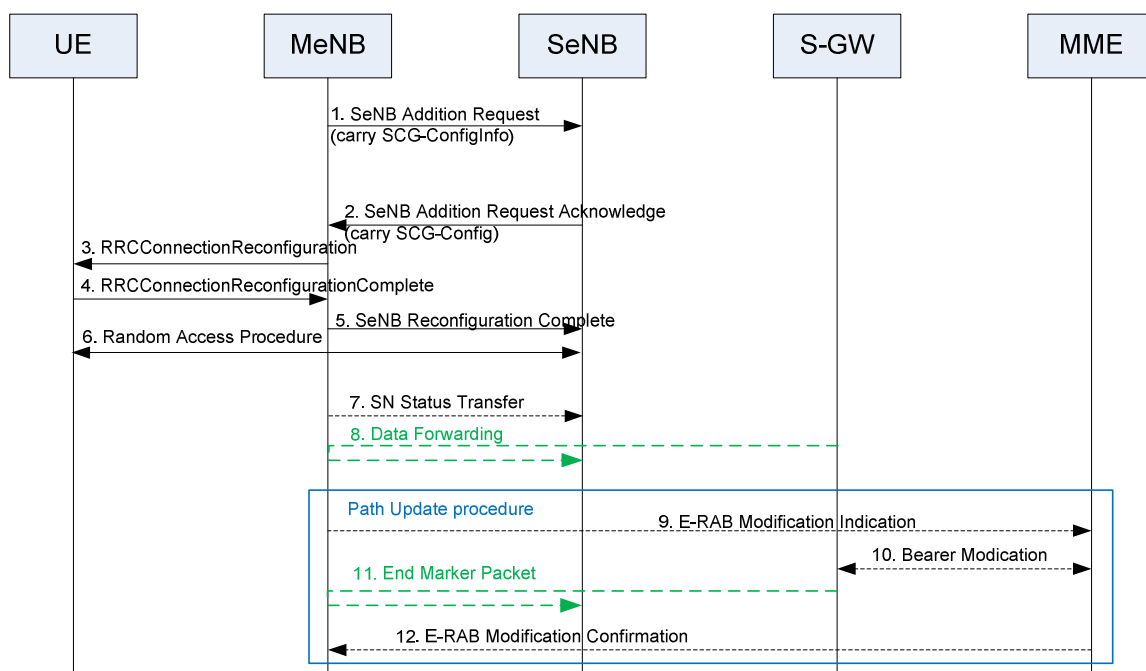 UE
MeNB
SeNB
S-GW
MME
1. SeNB Addition Request
(carry SCG-ConfigInfo)
2. SeNB Addition Request Acknowledge
(carry SCG-Config)
3. RRCConnectionReconfiguration
4. RRCConnectionReconfigurationComplete
5. SeNB Reconfiguration Complete
6. Random Access Procedure
7. SN Status Transfer
8. Data Forwarding
Path Update procedure
9. E-RAB Modification Indication
10. Bearer Modication
11. End Marker Packet
12. E-RAB Modification Confirmation